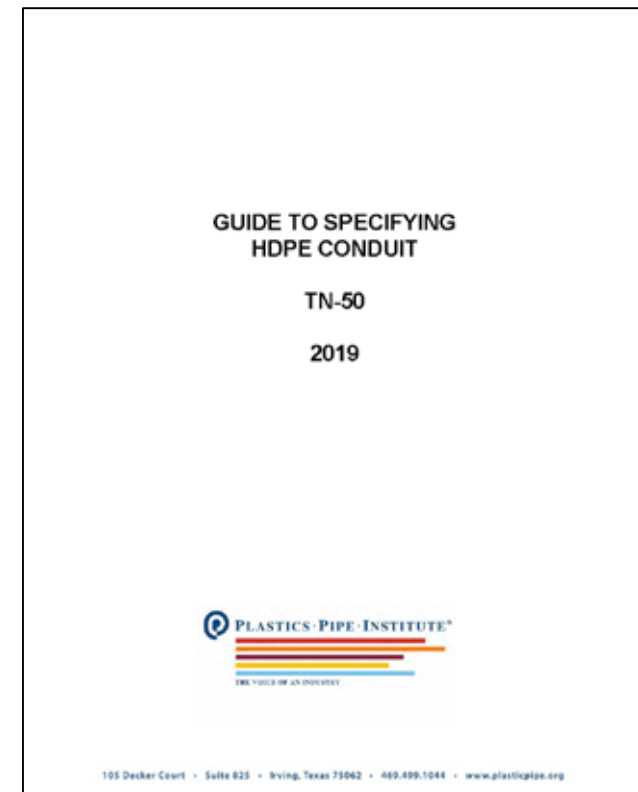 GUIDE TO SPECIFYING
HDPE CONDUIT
TN-50
2019
PLASTICS·PIPE·INSTITUTE®
THE VOICE OF AN INDUSTRY
105 Decker Court • Suite 825 • Irving, Texas 75062 • 469.499.1044 • www.plasticpipe.org